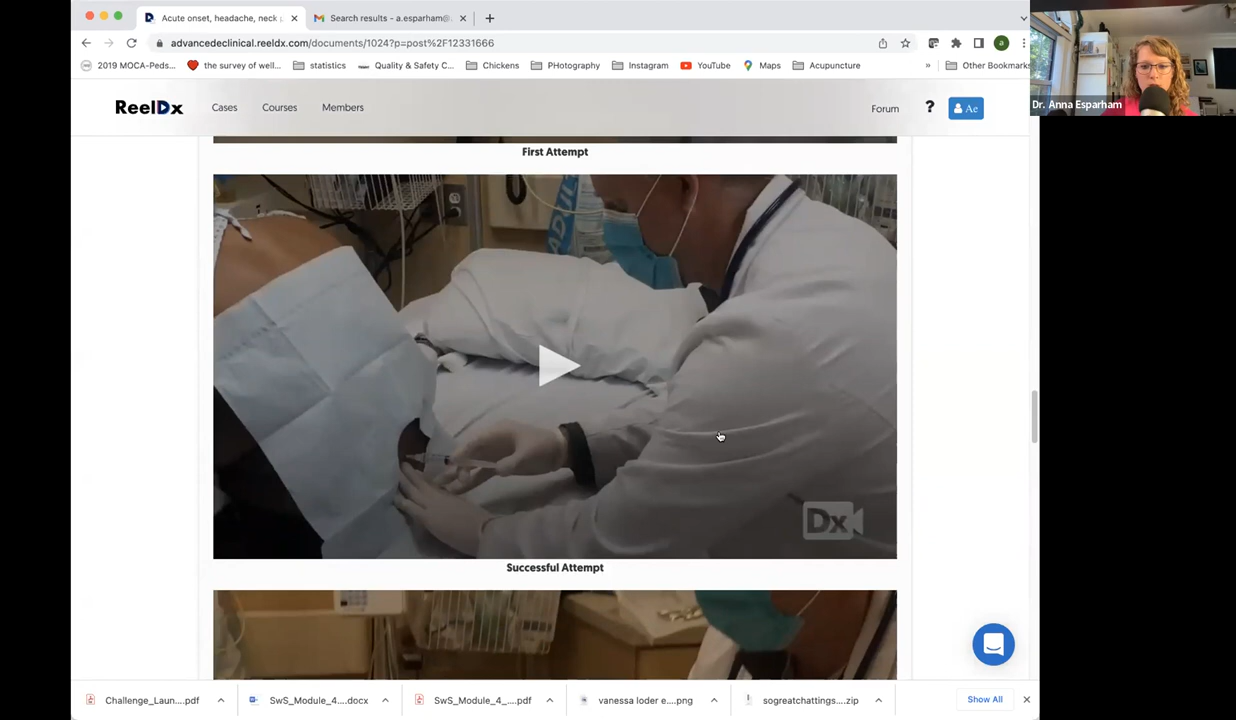 Acute onset, headache, neck
Search results - a.esparham@
advancedeclinical.reeldx.com/documents/1024?p=post%2F12331666
2019 MOCA-Peds... the survey of well... statistics Quality & Safety C... Chickens PHotography Instagram YouTube Maps Acupuncture » Other Bookmarks
ReelDx Cases Courses Members Forum ? Ae
Dr. Anna Esparham
First Attempt
Dx
Successful Attempt
Challenge_Laun....pdf SwS_Module_4....docx SwS_Module_4_....pdf vanessa loder e....png sogreatchattings....zip Show All